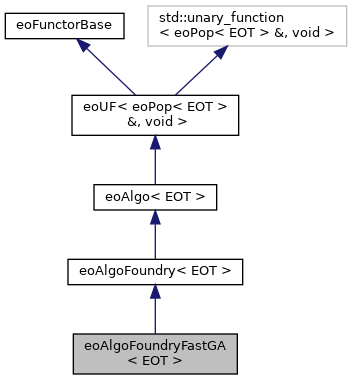 eoFunctorBase
std::unary_function
< eoPop< EOT > &, void >
eoUF< eoPop< EOT >
&, void >
eoAlgo< EOT >
eoAlgoFoundry< EOT >
eoAlgoFoundryFastGA
< EOT >